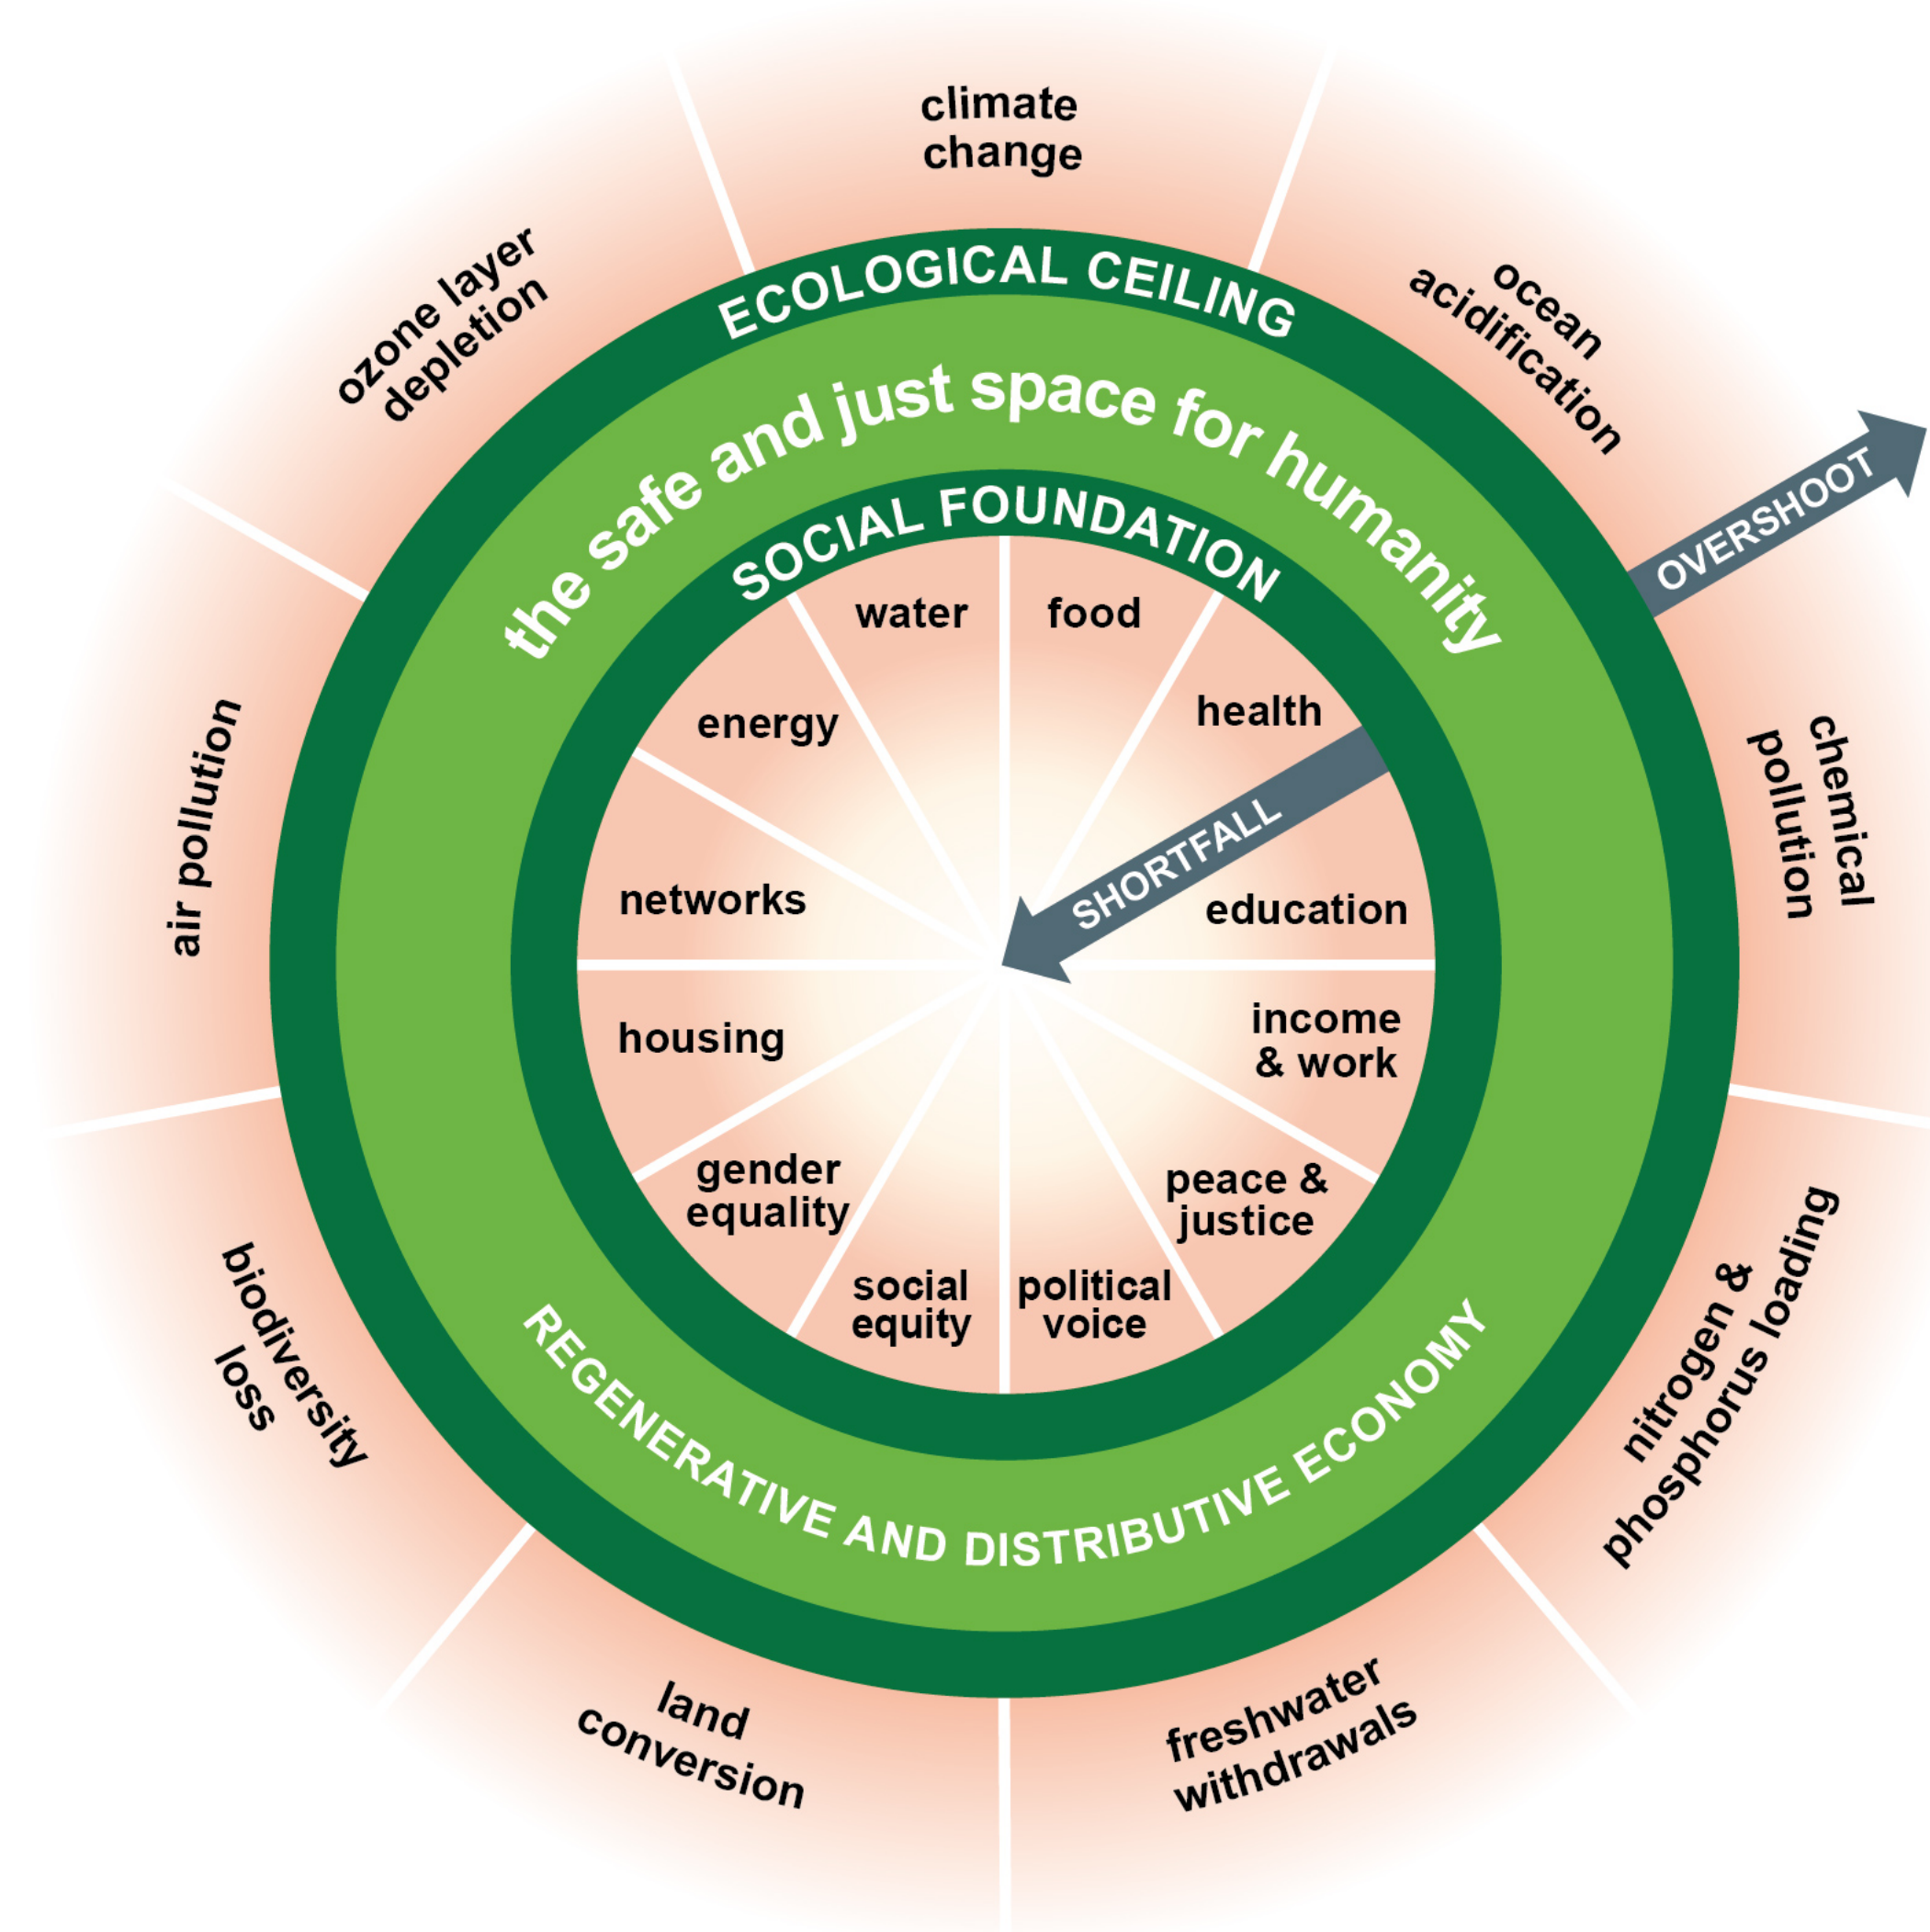 climate
change
ocean
acidification
chemical
pollution
nitrogen &
phosphorus loading
freshwater
withdrawals
land
conversion
biodiversity
loss
air pollution
ozone layer
depletion
OVERSHOOT
ECOLOGICAL CEILING
the safe and just space for humanity
SOCIAL FOUNDATION
water
food
health
SHORTFALL
education
income
& work
peace &
justice
political
voice
social
equity
gender
equality
housing
networks
energy
REGENERATIVE AND DISTRIBUTIVE ECONOMY